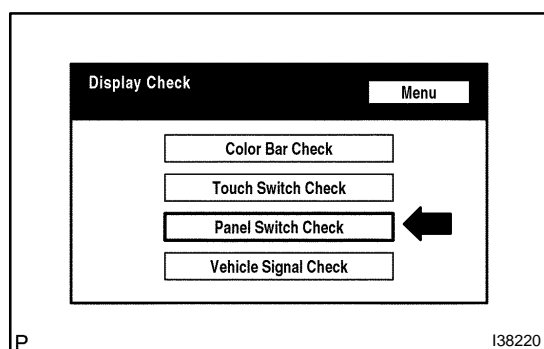 Display Check
Menu
Color Bar Check
Touch Switch Check
Panel Switch Check
Vehicle Signal Check
P
I38220